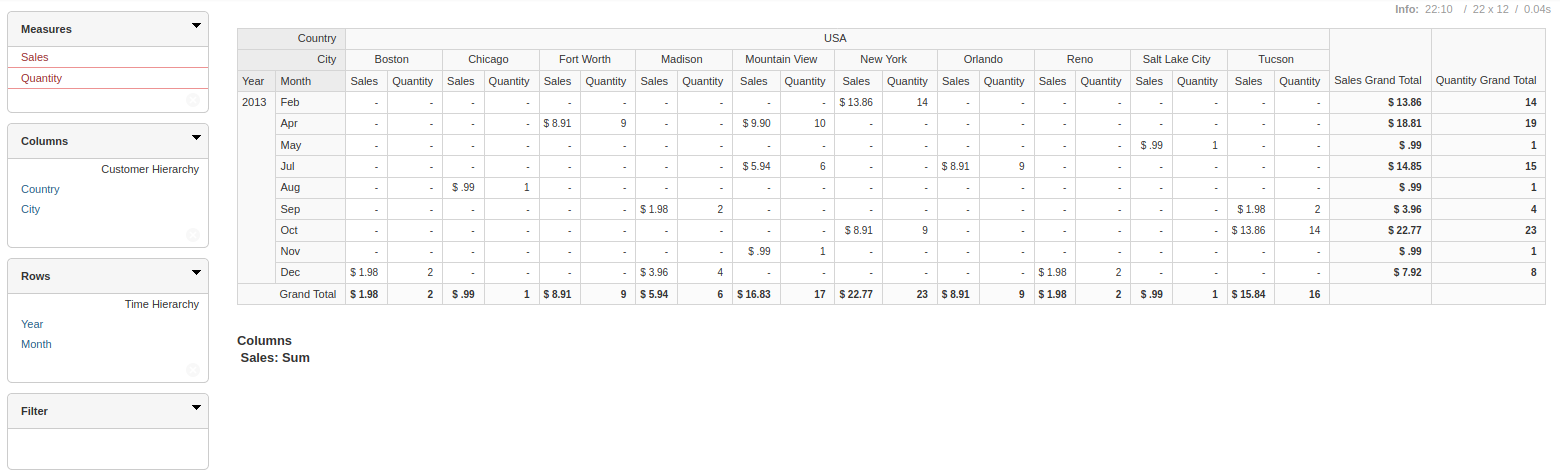 Info: 22:10 / 22 x 12 / 0.04s
Measures
Sales
Quantity
Columns
Customer Hierarchy
Country
City
Rows
Time Hierarchy
Year
Month
Filter
Country USA
City Boston Chicago Fort Worth Madison Mountain View New York Orlando Reno Salt Lake City Tucson
Year Month Sales Quantity Sales Quantity Sales Quantity Sales Quantity Sales Quantity Sales Quantity Sales Quantity Sales Quantity Sales Quantity Sales Quantity Sales Grand Total Quantity Grand Total
2013 Feb - - - - - - - - - - $ 13.86 14 - - - - - - - - $ 13.86 14
Apr - - - - $ 8.91 9 - - $ 9.90 10 - - - - - - - - - - $ 18.81 19
May - - - - - - - - - - - - - - - - $ .99 1 - - $ .99 1
Jul - - - - - - - - $ 5.94 6 - - $ 8.91 9 - - - - - - $ 14.85 15
Aug - - $ .99 1 - - - - - - - - - - - - - - - - $ .99 1
Sep - - - - - - $ 1.98 2 - - - - - - - - - - $ 1.98 2 $ 3.96 4
Oct - - - - - - - - - - $ 8.91 9 - - - - - - $ 13.86 14 $ 22.77 23
Nov - - - - - - - - $ .99 1 - - - - - - - - - - $ .99 1
Dec $ 1.98 2 - - - - $ 3.96 4 - - - - - - $ 1.98 2 - - - - $ 7.92 8
Grand Total $ 1.98 2 $ .99 1 $ 8.91 9 $ 5.94 6 $ 16.83 17 $ 22.77 23 $ 8.91 9 $ 1.98 2 $ .99 1 $ 15.84 16
Columns
Sales: Sum